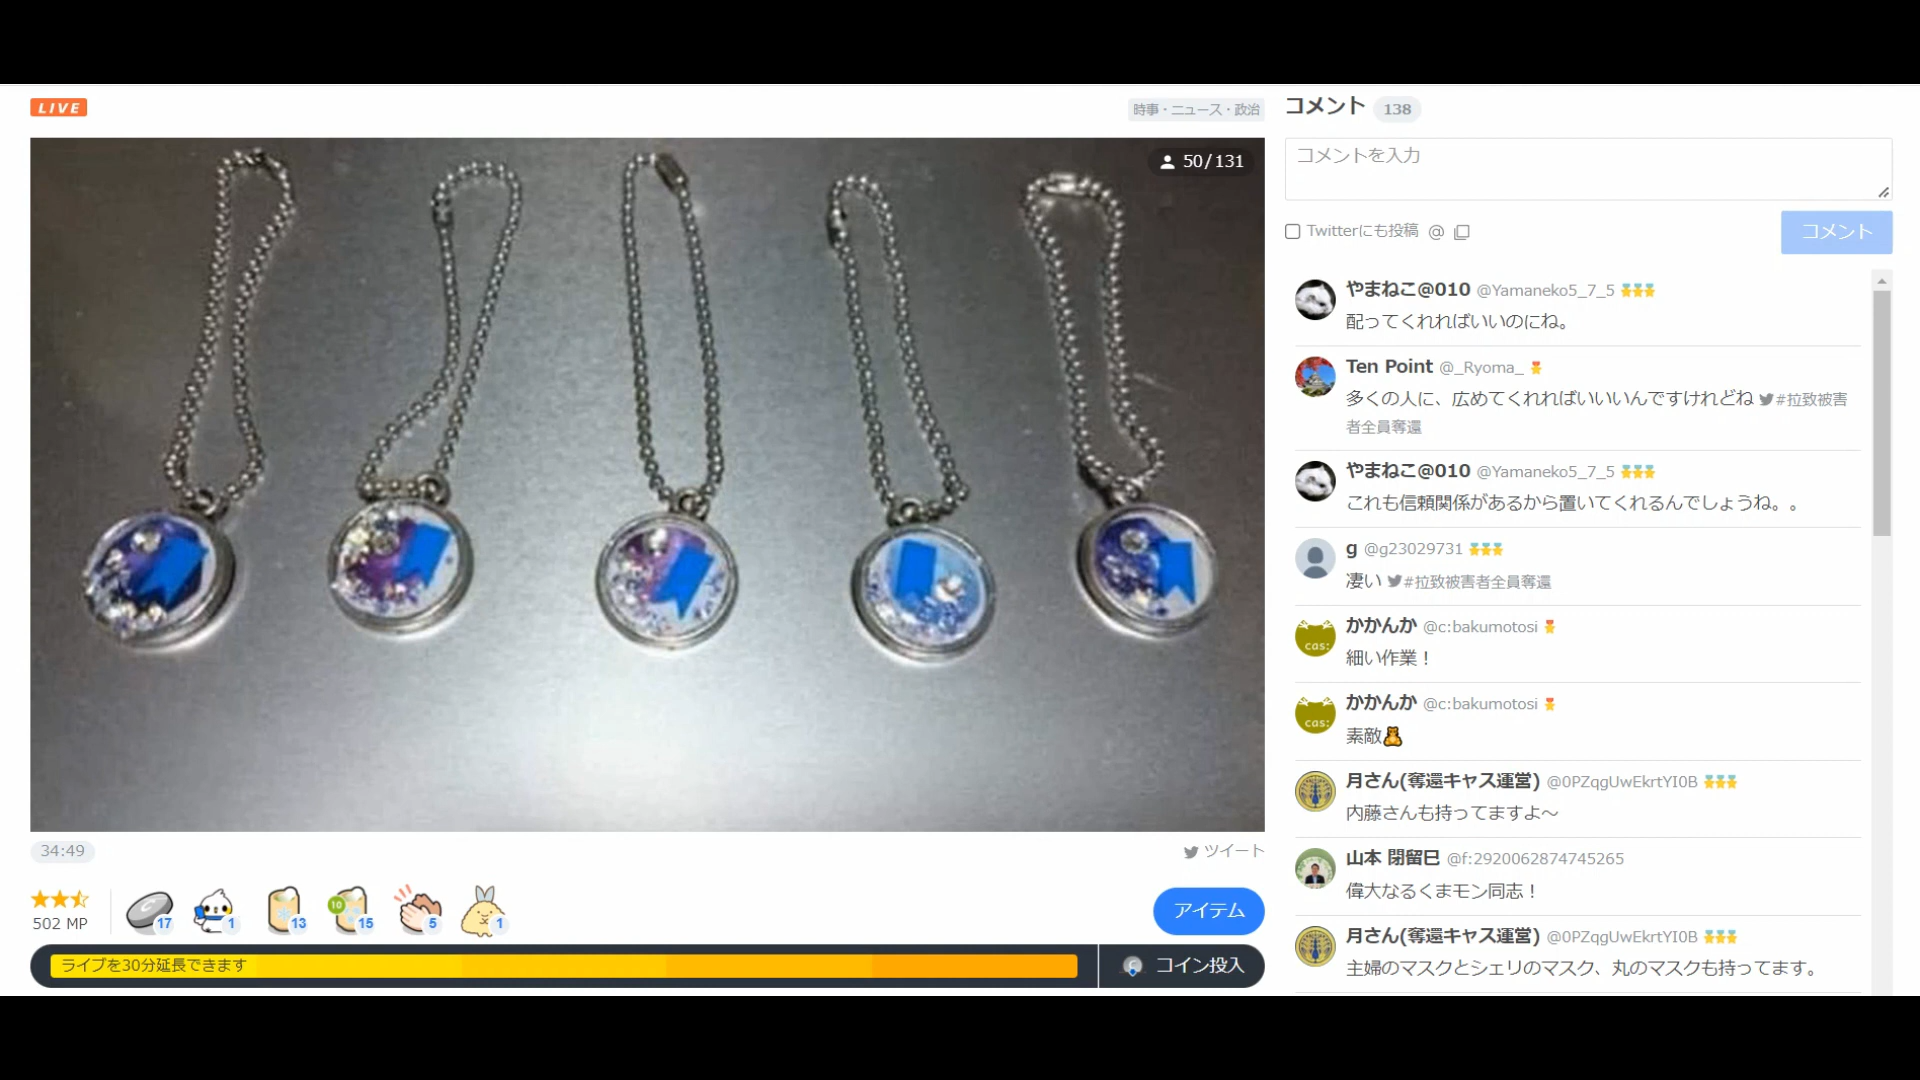 LIVE
時事・ニュース・政治
50/131
34:49
ツイート
502 MP
17
1
13
10
15
5
1
アイテム
ライブを30分延長できます
コイン投入
コメント 138
コメントを入力
Twitterにも投稿 @
コメント
やまねこ@010 @Yamaneko5_7_5
配ってくれればいいのにね。
Ten Point @_Ryoma_
多くの人に、広めてくれればいいいんですけれどね #拉致被害
者全員奪還
やまねこ@010 @Yamaneko5_7_5
これも信頼関係があるから置いてくれるんでしょうね。。
g @g23029731
凄い #拉致被害者全員奪還
cas:
かかんか @c:bakumotosi
細い作業！
cas:
かかんか @c:bakumotosi
素敵
月さん(奪還キャス運営) @0PZqgUwEkrtYI0B
内藤さんも持ってますよ～
山本 閉留巳 @f:2920062874745265
偉大なるくまモン同志！
月さん(奪還キャス運営) @0PZqgUwEkrtYI0B
主婦のマスクとシェリのマスク、丸のマスクも持ってます。